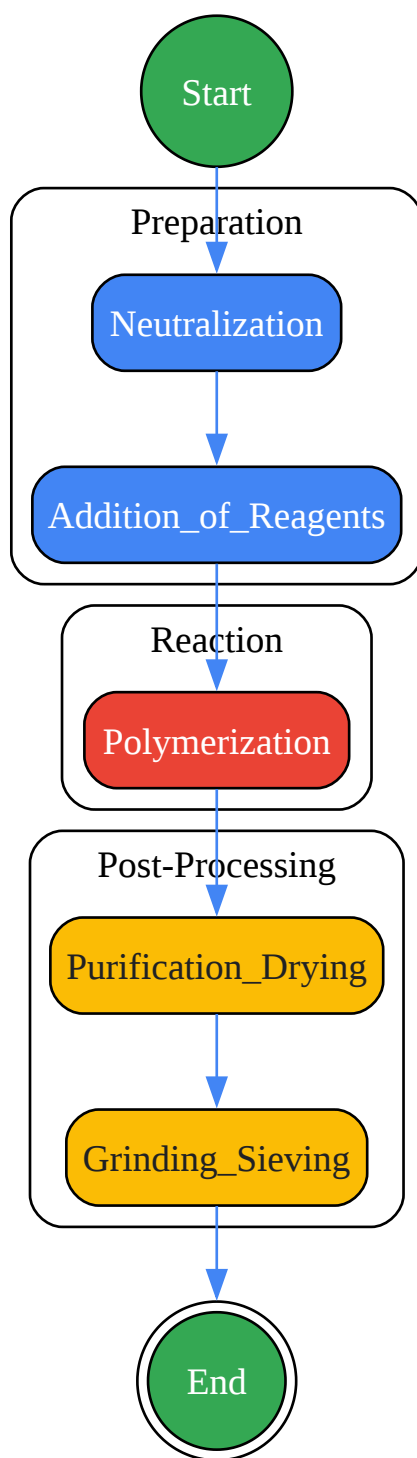 Start
Preparation
Neutralization
Addition_of_Reagents
Reaction
Polymerization
Post-Processing
Purification_Drying
Grinding_Sieving
End